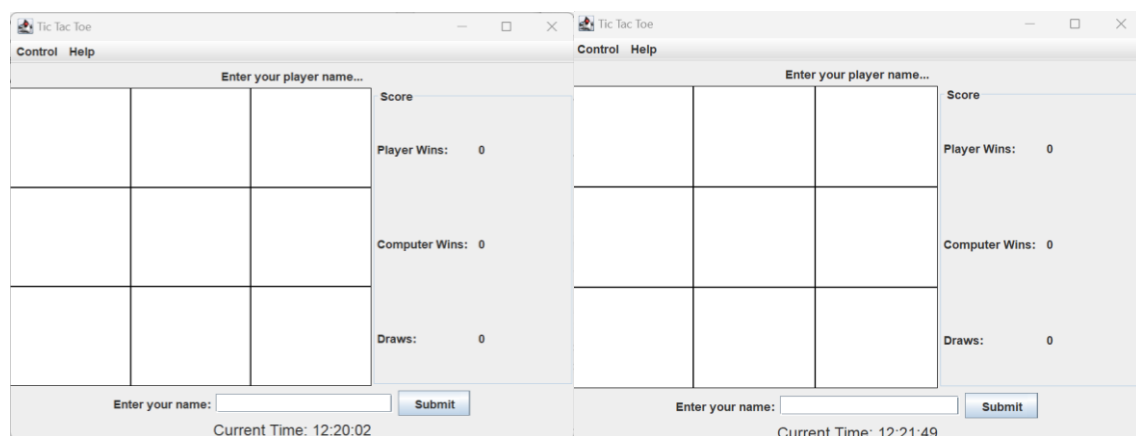 Tic Tac Toe
Control Help
Enter your player name...
Score
Player Wins: 0
Computer Wins: 0
Draws: 0
Enter your name: Submit
Current Time: 12:20:02
Tic Tac Toe
Control Help
Enter your player name...
Score
Player Wins: 0
Computer Wins: 0
Draws: 0
Enter your name: Submit
Current Time: 12:21:49